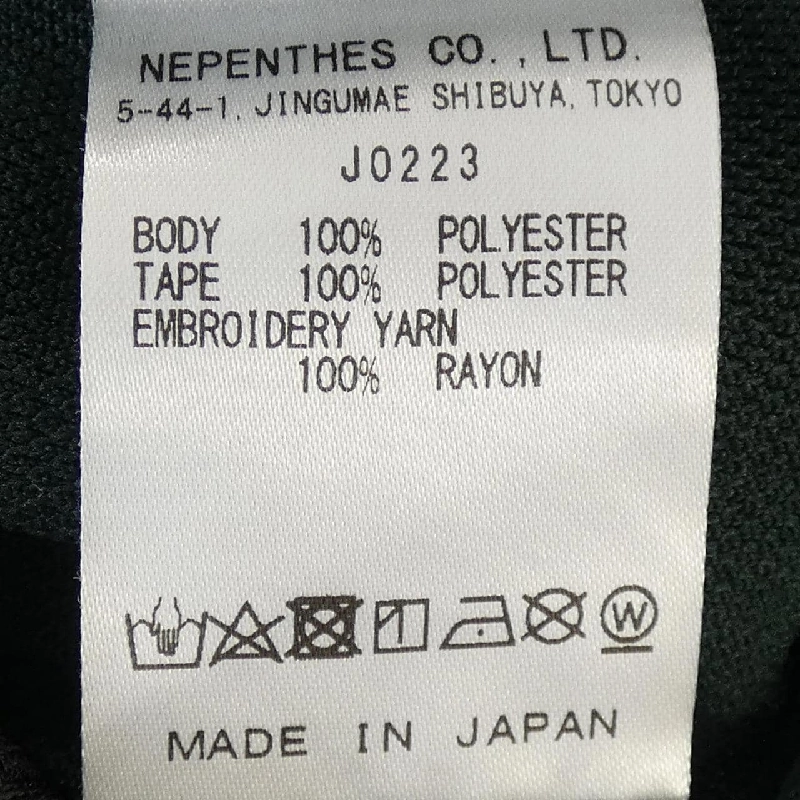 NEPENTHES CO., LTD.
5-44-1, JINGUMAE SHIBUYA, TOKYO
J0223
BODY 100% POLYESTER
TAPE 100% POLYESTER
EMBROIDERY YARN
100% RAYON
W
MADE IN JAPAN